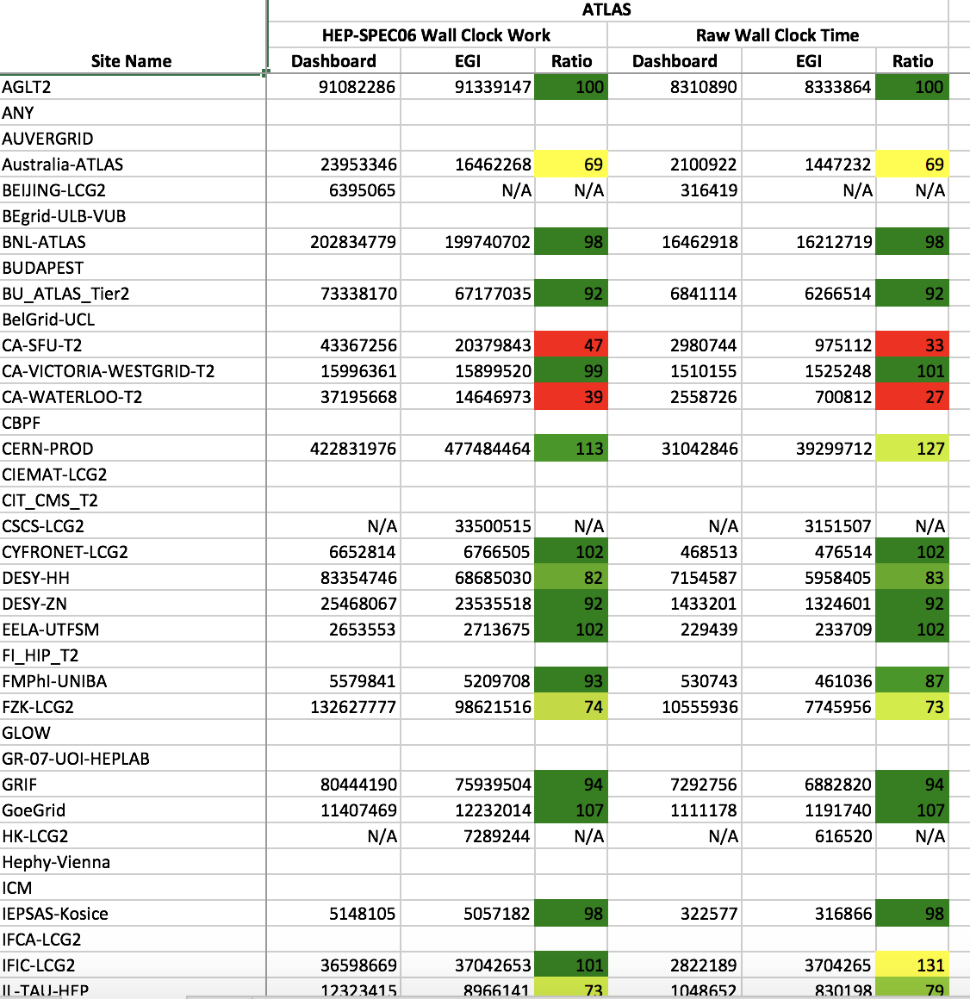 ATLAS
HEP-SPEC06 Wall Clock Work Raw Wall Clock Time
Site Name Dashboard EGI Ratio Dashboard EGI Ratio
AGLT2 91082286 91339147 100 8310890 8333864 100
ANY
AUVERGRID
Australia-ATLAS 23953346 16462268 69 2100922 1447232 69
BEIJING-LCG2 6395065 N/A N/A 316419 N/A N/A
BEgrid-ULB-VUB
BNL-ATLAS 202834779 199740702 98 16462918 16212719 98
BUDAPEST
BU_ATLAS_Tier2 73338170 67177035 92 6841114 6266514 92
BelGrid-UCL
CA-SFU-T2 43367256 20379843 47 2980744 975112 33
CA-VICTORIA-WESTGRID-T2 15996361 15899520 99 1510155 1525248 101
CA-WATERLOO-T2 37195668 14646973 39 2558726 700812 27
CBPF
CERN-PROD 422831976 477484464 113 31042846 39299712 127
CIEMAT-LCG2
CIT_CMS_T2
CSCS-LCG2 N/A 33500515 N/A N/A 3151507 N/A
CYFRONET-LCG2 6652814 6766505 102 468513 476514 102
DESY-HH 83354746 68685030 82 7154587 5958405 83
DESY-ZN 25468067 23535518 92 1433201 1324601 92
EELA-UTFSM 2653553 2713675 102 229439 233709 102
FI_HIP_T2
FMPhI-UNIBA 5579841 5209708 93 530743 461036 87
FZK-LCG2 132627777 98621516 74 10555936 7745956 73
GLOW
GR-07-UOI-HEPLAB
GRIF 80444190 75939504 94 7292756 6882820 94
GoeGrid 11407469 12232014 107 1111178 1191740 107
HK-LCG2 N/A 7289244 N/A N/A 616520 N/A
Hephy-Vienna
ICM
IEPSAS-Kosice 5148105 5057182 98 322577 316866 98
IFCA-LCG2
IFIC-LCG2 36598669 37042653 101 2822189 3704265 131
IL-TAU-HEP 12323415 8966141 73 1048652 830198 79